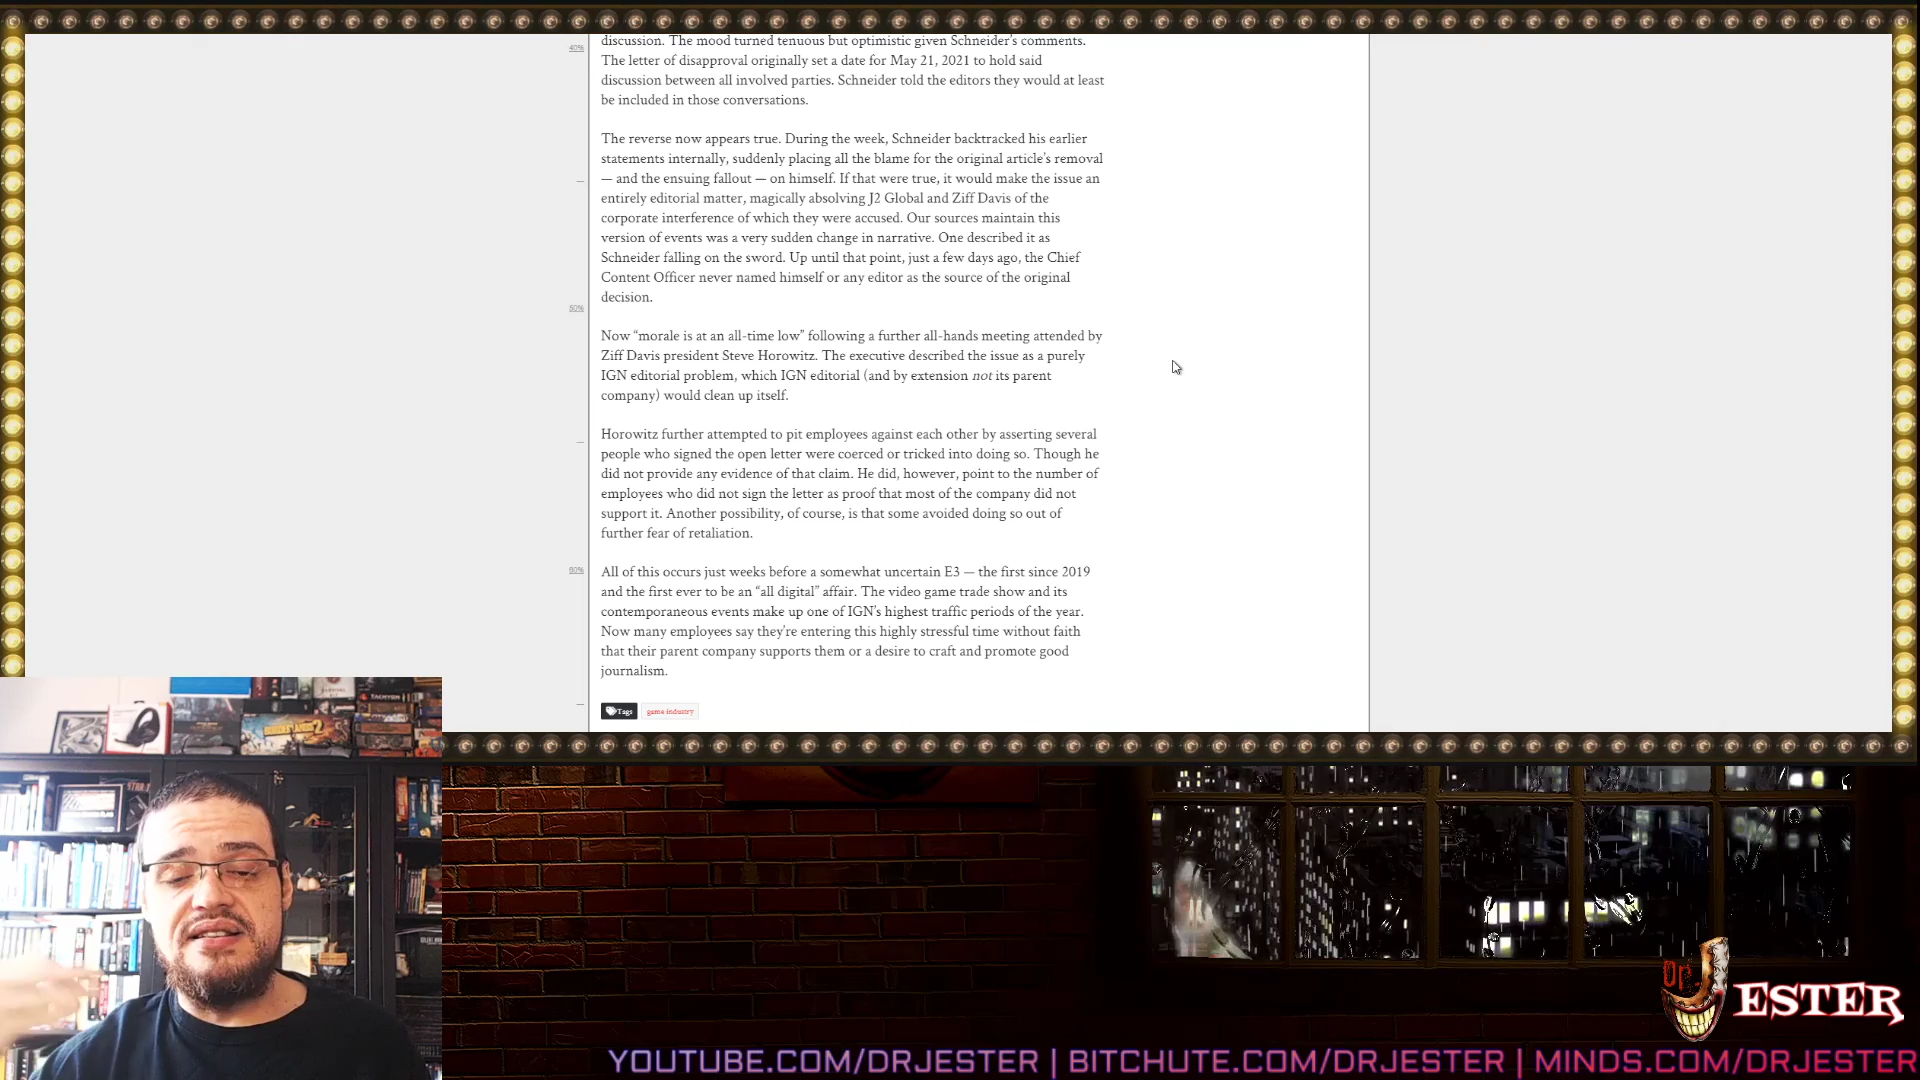 discussion. The mood turned tenuous but optimistic given Schneider's comments.
The letter of disapproval originally set a date for May 21, 2021 to hold said
discussion between all involved parties. Schneider told the editors they would at least
be included in those conversations.
The reverse now appears true. During the week, Schneider backtracked his earlier
statements internally, suddenly placing all the blame for the original article's removal
— and the ensuing fallout — on himself. If that were true, it would make the issue an
entirely editorial matter, magically absolving J2 Global and Ziff Davis of the
corporate interference of which they were accused. Our sources maintain this
version of events was a very sudden change in narrative. One described it as
Schneider falling on the sword. Up until that point, just a few days ago, the Chief
Content Officer never named himself or any editor as the source of the original
decision.
Now “morale is at an all-time low” following a further all-hands meeting attended by
Ziff Davis president Steve Horowitz. The executive described the issue as a purely
IGN editorial problem, which IGN editorial (and by extension not its parent
company) would clean up itself.
Horowitz further attempted to pit employees against each other by asserting several
people who signed the open letter were coerced or tricked into doing so. Though he
did not provide any evidence of that claim. He did, however, point to the number of
employees who did not sign the letter as proof that most of the company did not
support it. Another possibility, of course, is that some avoided doing so out of
further fear of retaliation.
All of this occurs just weeks before a somewhat uncertain E3 — the first since 2019
and the first ever to be an “all digital” affair. The video game trade show and its
contemporaneous events make up one of IGN's highest traffic periods of the year.
Now many employees say they're entering this highly stressful time without faith
that their parent company supports them or a desire to craft and promote good
journalism.
Tags game industry
40%
50%
60%
TACHYON
BORDERLANDS 2
Dr. JESTER
YOUTUBE.COM/DRJESTER | BITCHUTE.COM/DRJESTER | MINDS.COM/DRJESTER